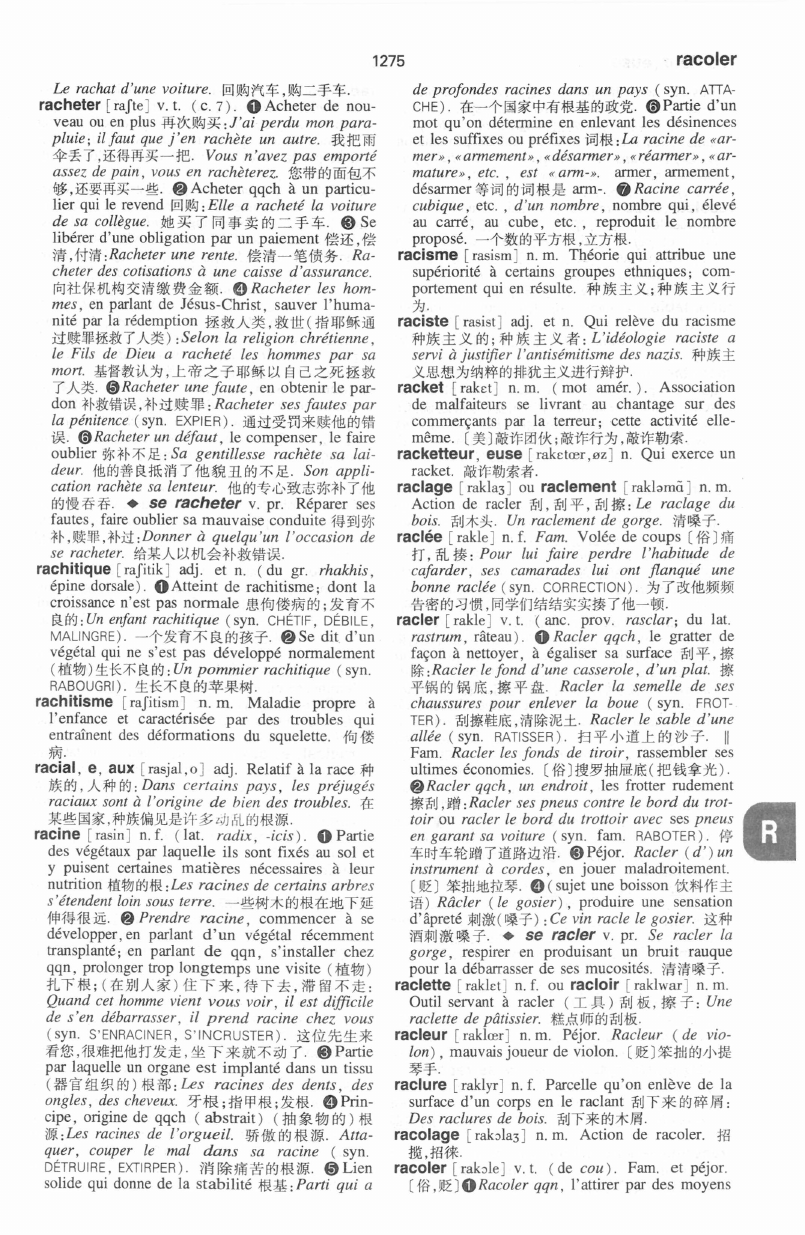 1275
racoler
Le rachat d'une voiture. 回购汽车,购二手车.
racheter [raʃte] v. t. (c. 7). ❶ Acheter de nou-
veau ou en plus 再次购买:J'ai perdu mon para-
pluie; il faut que j'en rachète un autre. 我把雨
伞丢了,还得再买一把. Vous n'avez pas emporté
assez de pain, vous en rachèterez. 您带的面包不
够,还要再买一些. ❷ Acheter qqch à un particu-
lier qui le revend 回购:Elle a racheté la voiture
de sa collègue. 她买了同事卖的二手车. ❸ Se
libérer d'une obligation par un paiement 偿还,偿
清,付清:Racheter une rente. 偿清一笔债务. Ra-
cheter des cotisations à une caisse d'assurance.
向社保机构交清缴费金额. ❹ Racheter les hom-
mes, en parlant de Jésus-Christ, sauver l'huma-
nité par la rédemption 拯救人类,救世(指耶稣通
过赎罪拯救了人类):Selon la religion chrétienne,
le Fils de Dieu a racheté les hommes par sa
mort. 基督教认为,上帝之子耶稣以自己之死拯救
了人类. ❺ Racheter une faute, en obtenir le par-
don 补救错误,补过赎罪:Racheter ses fautes par
la pénitence (syn. EXPIER). 通过受罚来赎他的错
误. ❻ Racheter un défaut, le compenser, le faire
oublier 弥补不足:Sa gentillesse rachète sa lai-
deur. 他的善良抵消了他貌丑的不足. Son appli-
cation rachète sa lenteur. 他的专心致志弥补了他
的慢吞吞. ◆ se racheter v. pr. Réparer ses
fautes, faire oublier sa mauvaise conduite 得到弥
补,赎罪,补过:Donner à quelqu'un l'occasion de
se racheter. 给某人以机会补救错误.
rachitique [raʃitik] adj. et n. (du gr. rhakhis,
épine dorsale). ❶ Atteint de rachitisme; dont la
croissance n'est pas normale 患佝偻病的;发育不
良的:Un enfant rachitique (syn. CHÉTIF, DÉBILE,
MALINGRE). 一个发育不良的孩子. ❷ Se dit d'un
végétal qui ne s'est pas développé normalement
(植物)生长不良的:Un pommier rachitique (syn.
RABOUGRI). 生长不良的苹果树.
rachitisme [raʃitism] n. m. Maladie propre à
l'enfance et caractérisée par des troubles qui
entraînent des déformations du squelette. 佝偻
病.
racial, e, aux [rasjal,o] adj. Relatif à la race 种
族的,人种的:Dans certains pays, les préjugés
raciaux sont à l'origine de bien des troubles. 在
某些国家,种族偏见是许多动乱的根源.
racine [rasin] n. f. (lat. radix, -icis). ❶ Partie
des végétaux par laquelle ils sont fixés au sol et
y puisent certaines matières nécessaires à leur
nutrition 植物的根:Les racines de certains arbres
s'étendent loin sous terre. 一些树木的根在地下延
伸得很远. ❷ Prendre racine, commencer à se
développer, en parlant d'un végétal récemment
transplanté; en parlant de qqn, s'installer chez
qqn, prolonger trop longtemps une visite (植物)
扎下根;(在别人家)住下来,待下去,滞留不走:
Quand cet homme vient vous voir, il est difficile
de s'en débarrasser, il prend racine chez vous
(syn. S'ENRACINER, S'INCRUSTER). 这位先生来
看您,很难把他打发走,坐下来就不动了. ❸ Partie
par laquelle un organe est implanté dans un tissu
(器官组织的)根部:Les racines des dents, des
ongles, des cheveux. 牙根;指甲根;发根. ❹ Prin-
cipe, origine de qqch (abstrait) (抽象物的)根
源:Les racines de l'orgueil. 骄傲的根源. Atta-
quer, couper le mal dans sa racine (syn.
DÉTRUIRE, EXTIRPER). 消除痛苦的根源. ❺ Lien
solide qui donne de la stabilité 根基:Parti qui a
de profondes racines dans un pays (syn. ATTA-
CHE). 在一个国家中有根基的政党. ❻ Partie d'un
mot qu'on détermine en enlevant les désinences
et les suffixes ou préfixes 词根:La racine de «ar-
mer», «armement», «désarmer», «réarmer», «ar-
mature», etc., est «arm-». armer, armement,
désarmer 等词的词根是 arm-. ❼ Racine carrée,
cubique, etc., d'un nombre, nombre qui, élevé
au carré, au cube, etc., reproduit le nombre
proposé. 一个数的平方根,立方根.
racisme [rasism] n. m. Théorie qui attribue une
supériorité à certains groupes ethniques; com-
portement qui en résulte. 种族主义;种族主义行
为.
raciste [rasist] adj. et n. Qui relève du racisme
种族主义的;种族主义者:L'idéologie raciste a
servi à justifier l'antisémitisme des nazis. 种族主
义思想为纳粹的排犹主义进行辩护.
racket [rakɛt] n. m. (mot amér.). Association
de malfaiteurs se livrant au chantage sur des
commerçants par la terreur; cette activité elle-
même. 〔美〕敲诈团伙;敲诈行为,敲诈勒索.
racketteur, euse [rakɛtœr,øz] n. Qui exerce un
racket. 敲诈勒索者.
raclage [raklaʒ] ou raclement [rakləmɑ̃] n. m.
Action de racler 刮,刮平,刮擦:Le raclage du
bois. 刮木头. Un raclement de gorge. 清嗓子.
raclée [rakle] n. f. Fam. Volée de coups 〔俗〕痛
打,乱揍: Pour lui faire perdre l'habitude de
cafarder, ses camarades lui ont flanqué une
bonne raclée (syn. CORRECTION). 为了改他频频
告密的习惯,同学们结结实实揍了他一顿.
racler [rakle] v. t. (anc. prov. rasclar; du lat.
rastrum, râteau). ❶ Racler qqch, le gratter de
façon à nettoyer, à égaliser sa surface 刮平,擦
除:Racler le fond d'une casserole, d'un plat. 擦
平锅的锅底,擦平盘. Racler la semelle de ses
chaussures pour enlever la boue (syn. FROT-
TER). 刮擦鞋底,清除泥土. Racler le sable d'une
allée (syn. RATISSER). 扫平小道上的沙子. ‖
Fam. Racler les fonds de tiroir, rassembler ses
ultimes économies. 〔俗〕搜罗抽屉底(把钱拿光).
❷ Racler qqch, un endroit, les frotter rudement
擦刮,蹭:Racler ses pneus contre le bord du trot-
toir ou racler le bord du trottoir avec ses pneus
en garant sa voiture (syn. fam. RABOTER). 停
车时车轮蹭了道路边沿. ❸ Péjor. Racler (d') un
instrument à cordes, en jouer maladroitement.
〔贬〕笨拙地拉琴. ❹ (sujet une boisson 饮料作主
语) Râcler (le gosier), produire une sensation
d'âpreté 刺激(嗓子):Ce vin racle le gosier. 这种
酒刺激嗓子. ◆ se racler v. pr. Se racler la
gorge, respirer en produisant un bruit rauque
pour la débarrasser de ses mucosités. 清清嗓子.
raclette [raklɛt] n. f. ou racloir [raklwar] n. m.
Outil servant à racler (工具)刮板,擦子: Une
raclette de pâtissier. 糕点师的刮板.
racleur [raklœr] n. m. Péjor. Racleur (de vio-
lon), mauvais joueur de violon. 〔贬〕笨拙的小提
琴手.
raclure [raklyr] n. f. Parcelle qu'on enlève de la
surface d'un corps en le raclant 刮下来的碎屑:
Des raclures de bois. 刮下来的木屑.
racolage [rakɔlaʒ] n. m. Action de racoler. 招
揽,招徕.
racoler [rakɔle] v. t. (de cou). Fam. et péjor.
〔俗,贬〕❶ Racoler qqn, l'attirer par des moyens
R